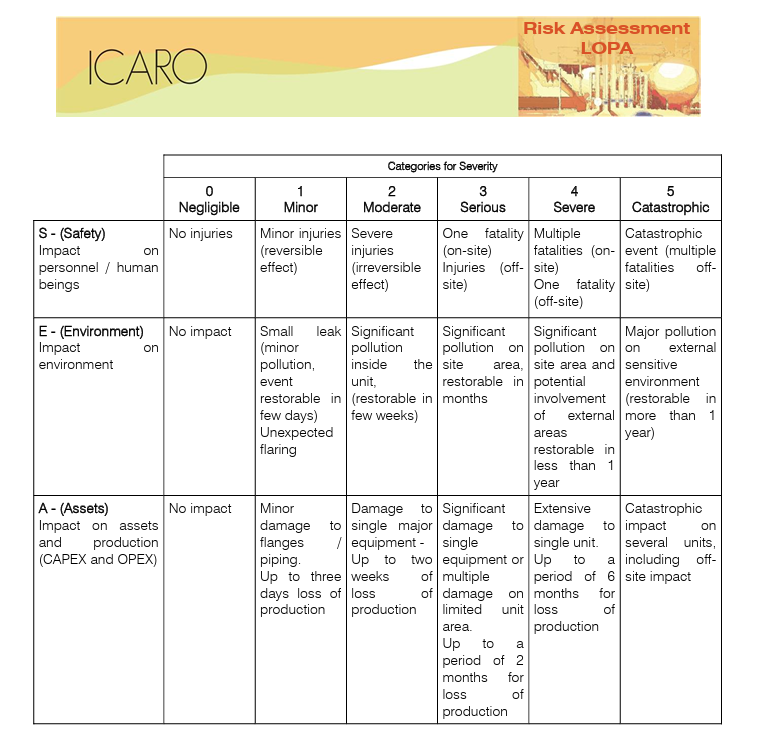 ICARO
Risk Assessment
LOPA
Categories for Severity
0
Negligible
1
Minor
2
Moderate
3
Serious
4
Severe
5
Catastrophic
S - (Safety)
Impact on
personnel / human
beings
No injuries
Minor injuries
(reversible
effect)
Severe
injuries
(irreversible
effect)
One fatality
(on-site)
Injuries (off-
site)
Multiple
fatalities (on-
site)
One fatality
(off-site)
Catastrophic
event (multiple
fatalities off-
site)
E - (Environment)
Impact on
environment
No impact
Small leak
(minor
pollution,
event
restorable in
few days)
Unexpected
flaring
Significant
pollution
inside the
unit,
(restorable in
few weeks)
Significant
pollution on
site area,
restorable in
months
Significant
pollution on
site area and
potential
involvement
of external
areas
restorable in
less than 1
year
Major pollution
on external
sensitive
environment
(restorable in
more than 1
year)
A - (Assets)
Impact on assets
and production
(CAPEX and OPEX)
No impact
Minor
damage to
flanges /
piping.
Up to three
days loss of
production
Damage to
single major
equipment -
Up to two
weeks of
loss of
production
Significant
damage to
single
equipment or
multiple
damage on
limited unit
area.
Up to a
period of 2
months for
loss of
production
Extensive
damage to
single unit.
Up to a
period of 6
months for
loss of
production
Catastrophic
impact on
several units,
including off-
site impact